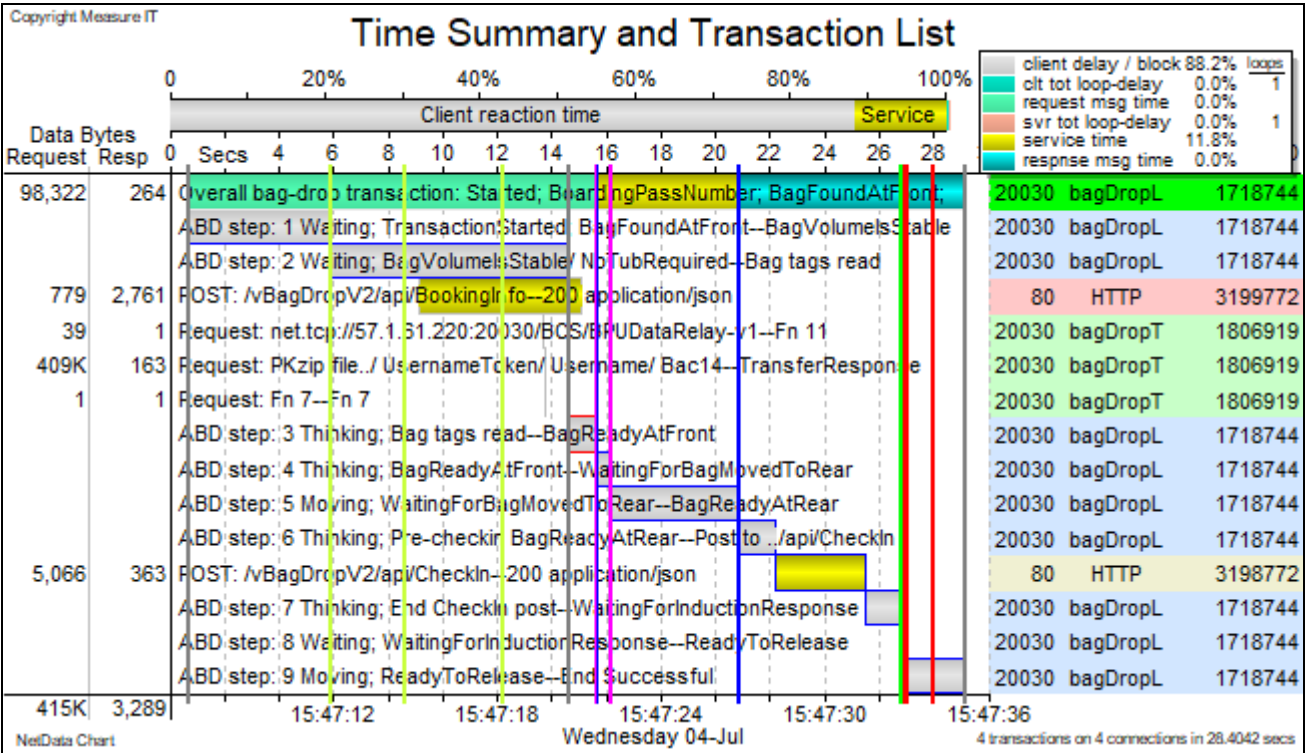 Copyright Measure IT
Time Summary and Transaction List
0 20% 40% 60% 80% 100%
client delay / block 88.2% loops
clt tot loop-delay 0.0% 1
request msg time 0.0%
svr tot loop-delay 0.0% 1
service time 11.8%
respnse msg time 0.0%
Client reaction time Service
Data Bytes
Request Resp 0 Secs 4 6 8 10 12 14 16 18 20 22 24 26 28
98,322 264 Overall bag-drop transaction: Started; BoardingPassNumber; BagFoundAtFront; 20030 bagDropL 1718744
ABD step: 1 Waiting; TransactionStarted BagFoundAtFront--BagVolumeIsStable 20030 bagDropL 1718744
ABD step: 2 Waiting; BagVolumeIsStable/ NoTubRequired--Bag tags read 20030 bagDropL 1718744
779 2,761 POST: /vBagDropV2/api/BookingInfo--200 application/json 80 HTTP 3199772
39 1 Request: net.tcp://57.1.61.220:20030/BCS/BPUDataRelay-v1--Fn 11 20030 bagDropT 1806919
409K 163 Request: PKzip file../ UsernameToken/ Username/ Bac14--TransferResponse 20030 bagDropT 1806919
1 1 Request: Fn 7--Fn 7 20030 bagDropT 1806919
ABD step: 3 Thinking; Bag tags read--BagReadyAtFront 20030 bagDropL 1718744
ABD step: 4 Thinking; BagReadyAtFront--WaitingForBagMovedToRear 20030 bagDropL 1718744
ABD step: 5 Moving; WaitingForBagMovedToRear--BagReadyAtRear 20030 bagDropL 1718744
ABD step: 6 Thinking; Pre-checkin BagReadyAtRear--Post to ../api/CheckIn 20030 bagDropL 1718744
5,066 363 POST: /vBagDropV2/api/CheckIn--200 application/json 80 HTTP 3198772
ABD step: 7 Thinking; End CheckIn post--WaitingForInductionResponse 20030 bagDropL 1718744
ABD step: 8 Waiting; WaitingForInductionResponse--ReadyToRelease 20030 bagDropL 1718744
ABD step: 9 Moving; ReadyToRelease--End Successful 20030 bagDropL 1718744
415K 3,289 15:47:12 15:47:18 15:47:24 15:47:30 15:47:36
NetData Chart Wednesday 04-Jul 4 transactions on 4 connections in 28.4042 secs